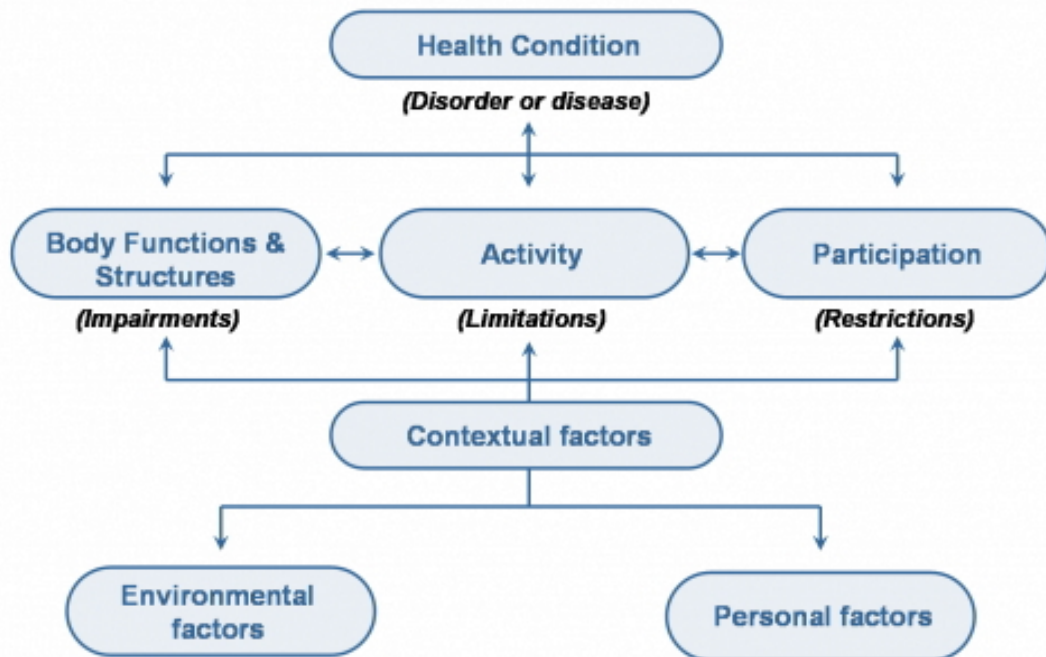 Health Condition
(Disorder or disease)
Body Functions &
Structures
(Impairments)
Activity
(Limitations)
Participation
(Restrictions)
Contextual factors
Environmental
factors
Personal factors